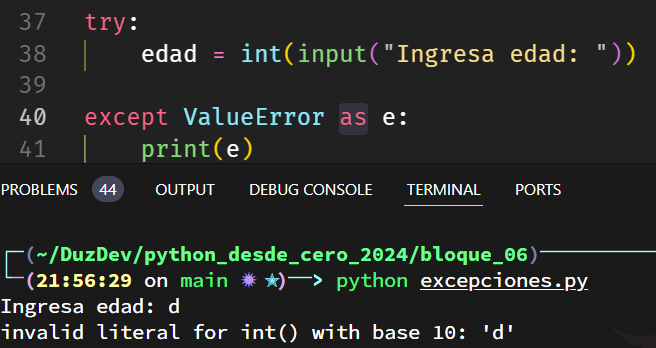 37 try:
38 edad = int(input("Ingresa edad: "))
39
40 except ValueError as e:
41 print(e)
PROBLEMS 44 OUTPUT DEBUG CONSOLE TERMINAL PORTS
(~/DuzDev/python_desde_cero_2024/bloque_06)
(21:56:29 on main ✹ ✭)──> python excepciones.py
Ingresa edad: d
invalid literal for int() with base 10: 'd'